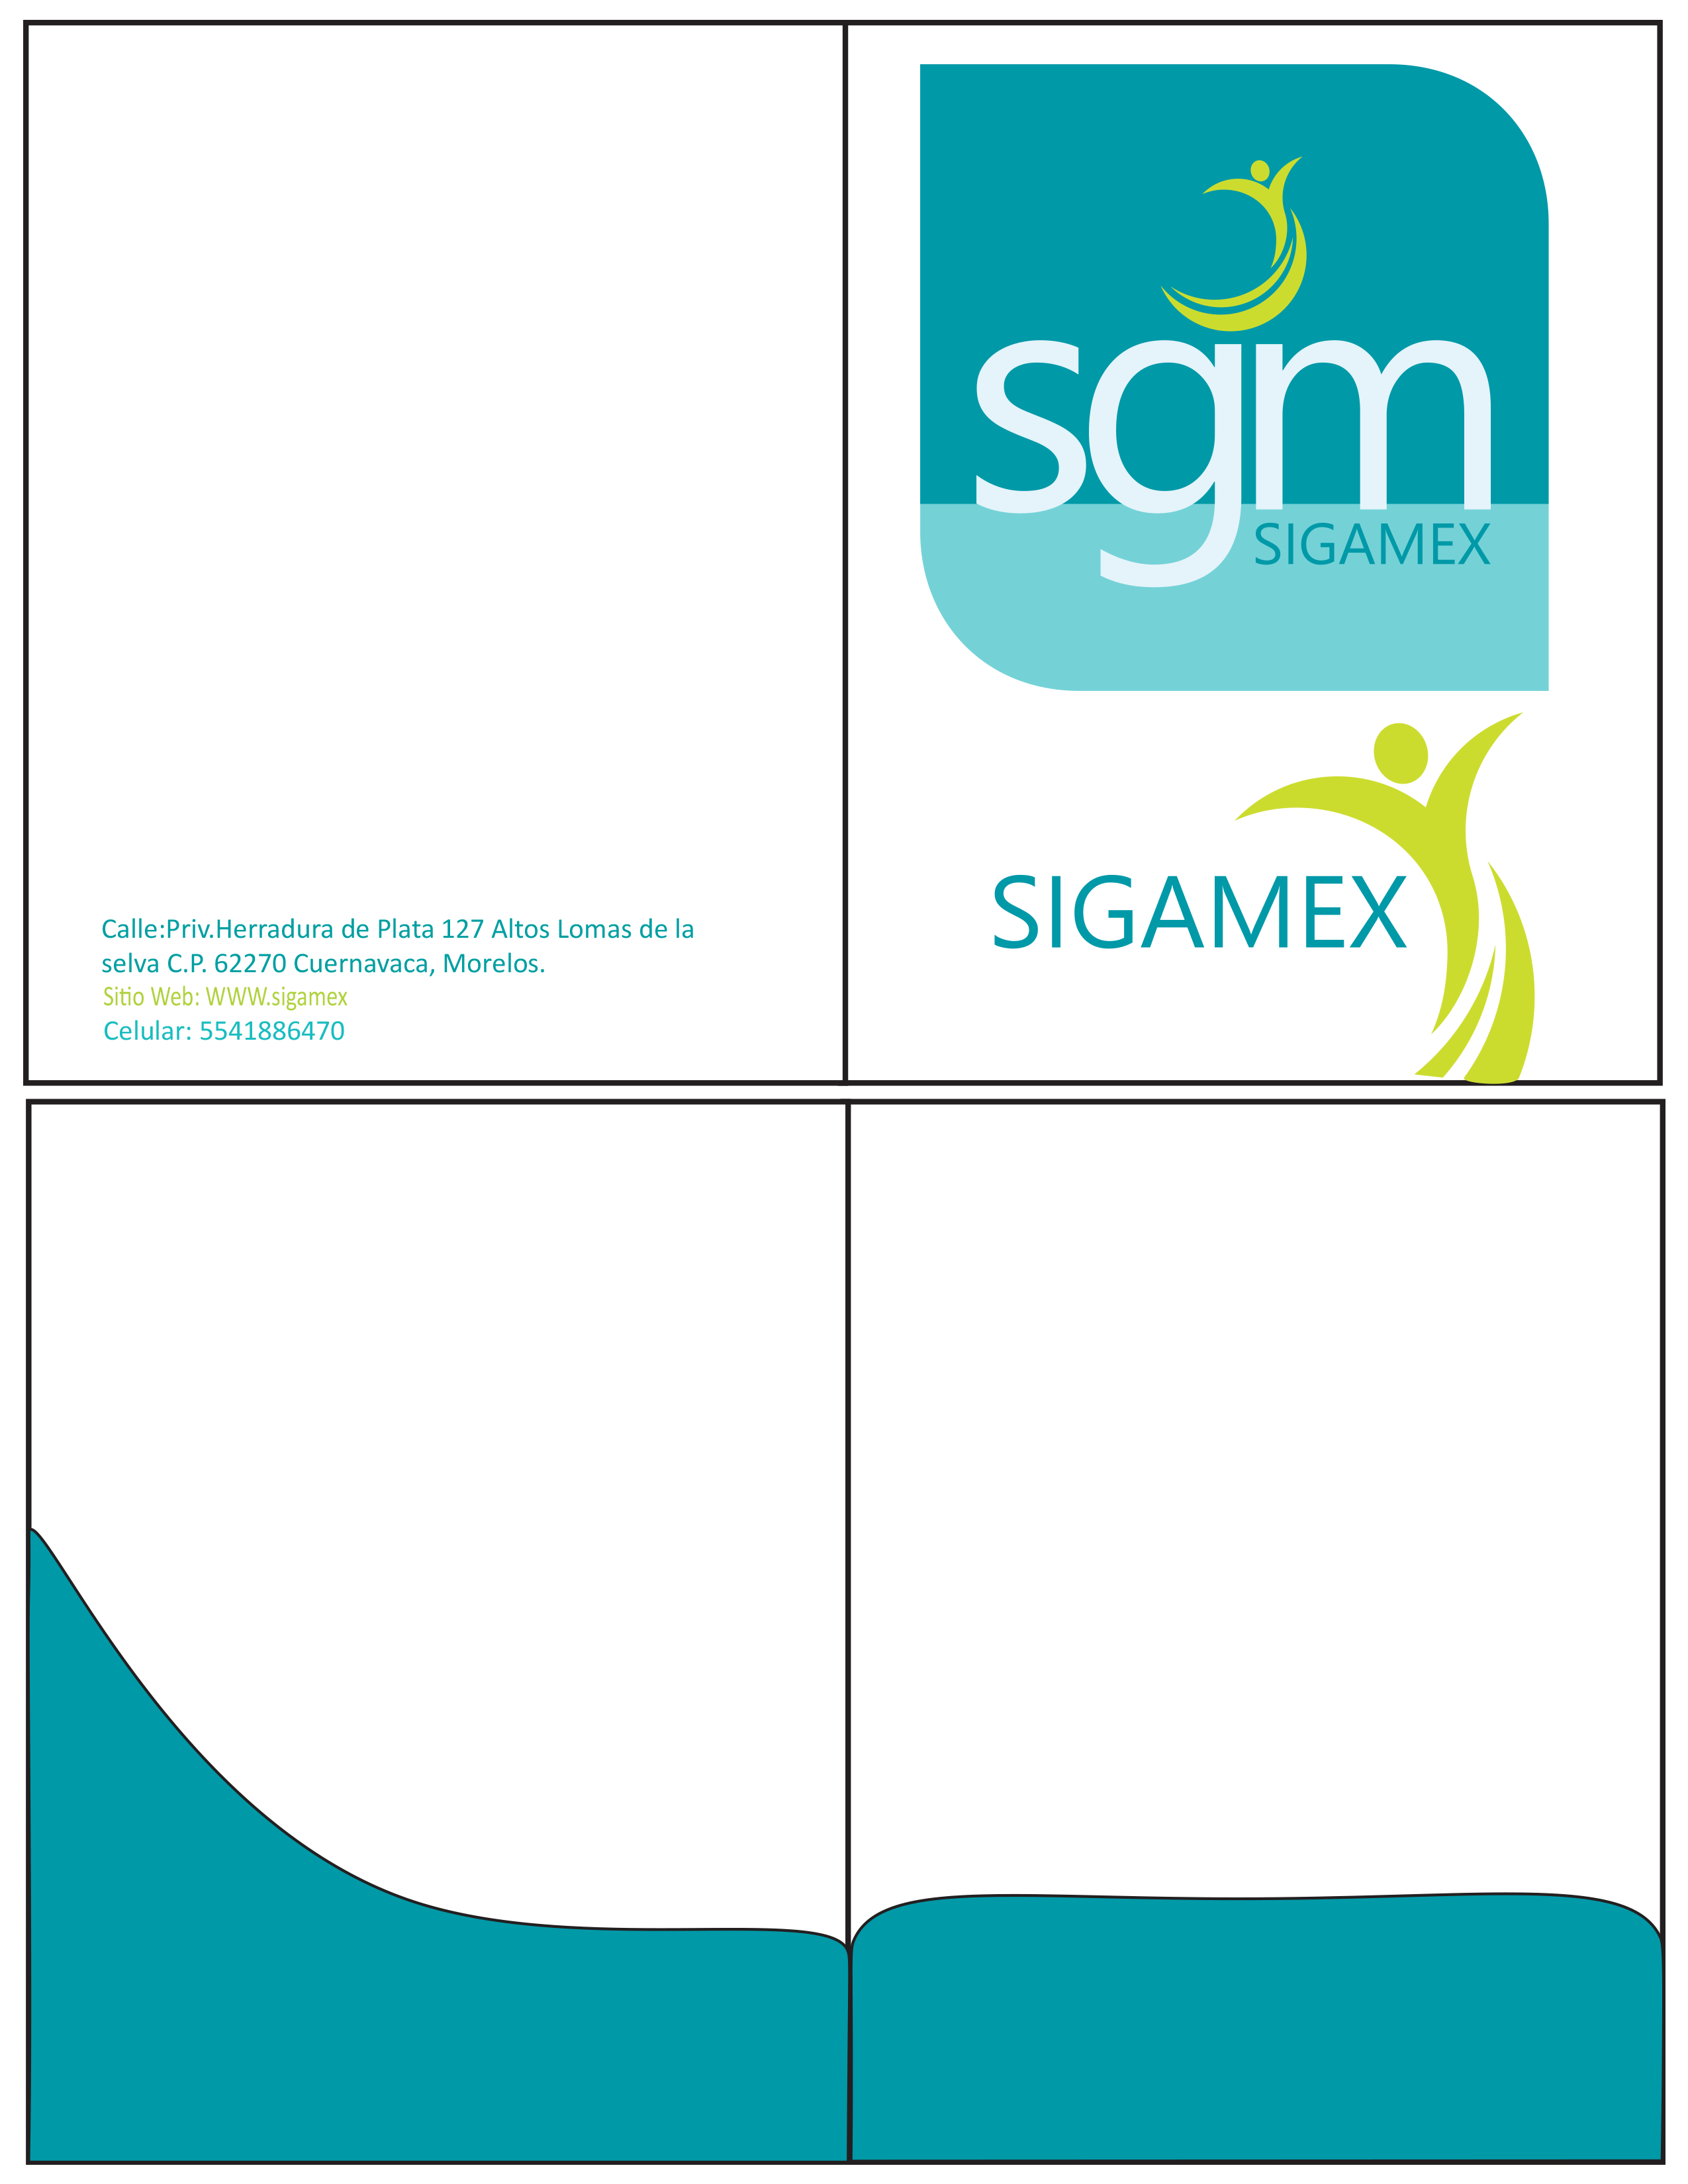 sgm
SIGAMEX
SIGAMEX
Calle:Priv.Herradura de Plata 127 Altos Lomas de la
selva C.P. 62270 Cuernavaca, Morelos.
Sitio Web: WWW.sigamex
Celular: 5541886470